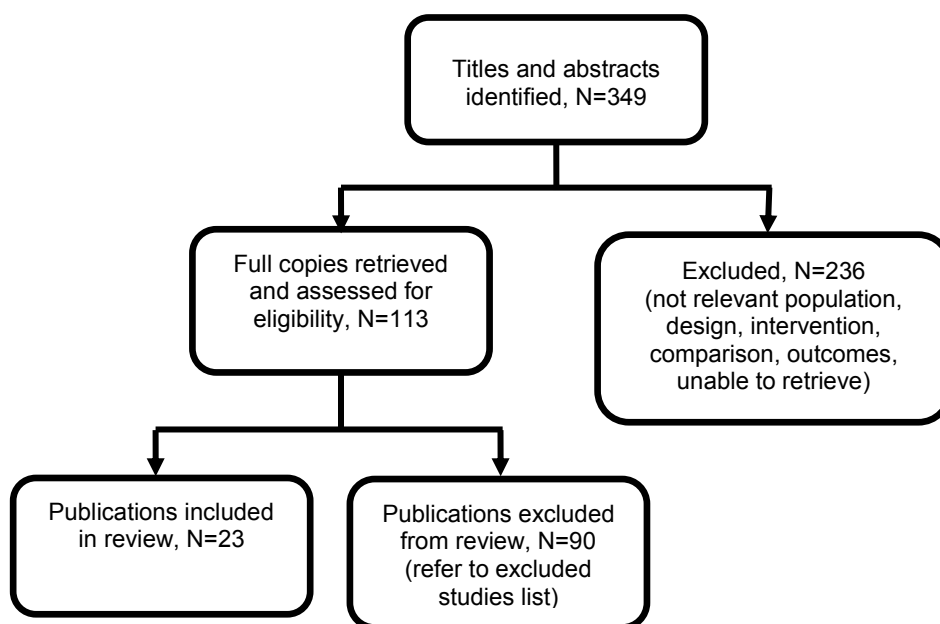 Titles and abstracts
identified, N=349
Full copies retrieved
and assessed for
eligibility, N=113
Excluded, N=236
(not relevant population,
design, intervention,
comparison, outcomes,
unable to retrieve)
Publications included
in review, N=23
Publications excluded
from review, N=90
(refer to excluded
studies list)